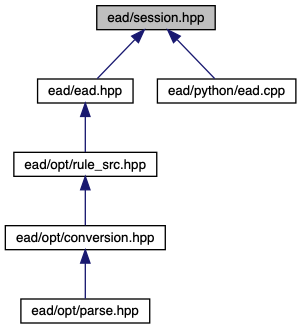 ead/session.hpp
ead/ead.hpp
ead/python/ead.cpp
ead/opt/rule_src.hpp
ead/opt/conversion.hpp
ead/opt/parse.hpp